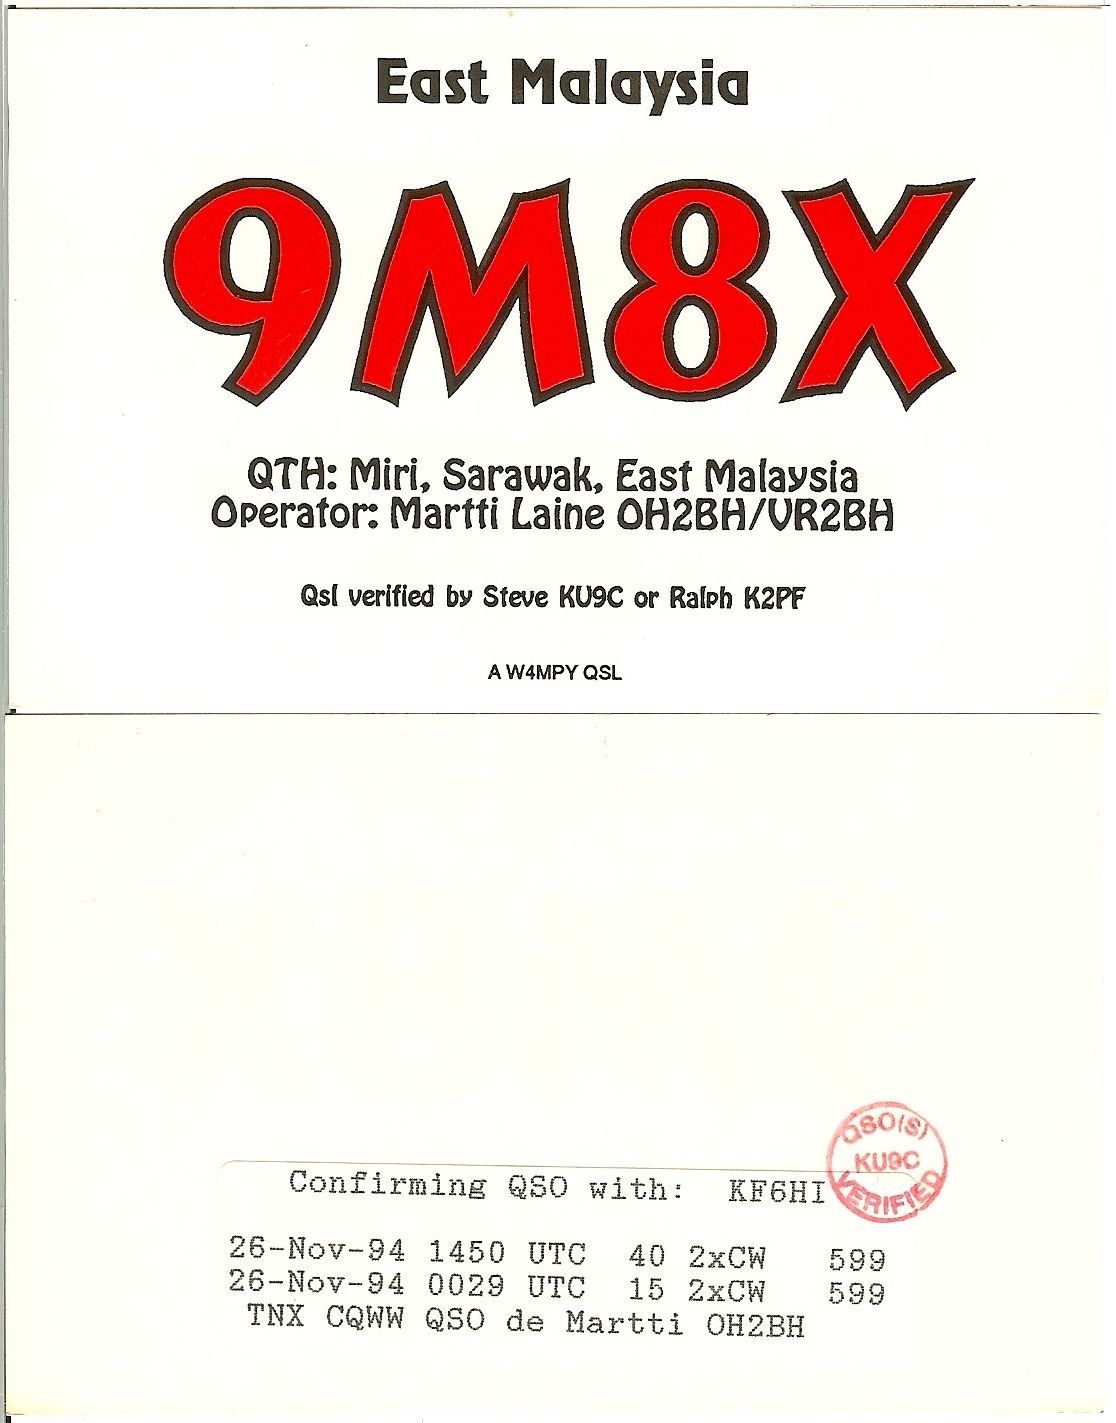 East Malaysia
9M8X
QTH: Miri, Sarawak, East Malaysia
Operator: Martti Laine OH2BH/VR2BH
Qsl verified by Steve KU9C or Ralph K2PF
A W4MPY QSL
QSO(S)
KU9C
VERIFIED
Confirming QSO with: KF6HI
26-Nov-94 1450 UTC 40 2xCW 599
26-Nov-94 0029 UTC 15 2xCW 599
TNX CQWW QSO de Martti OH2BH